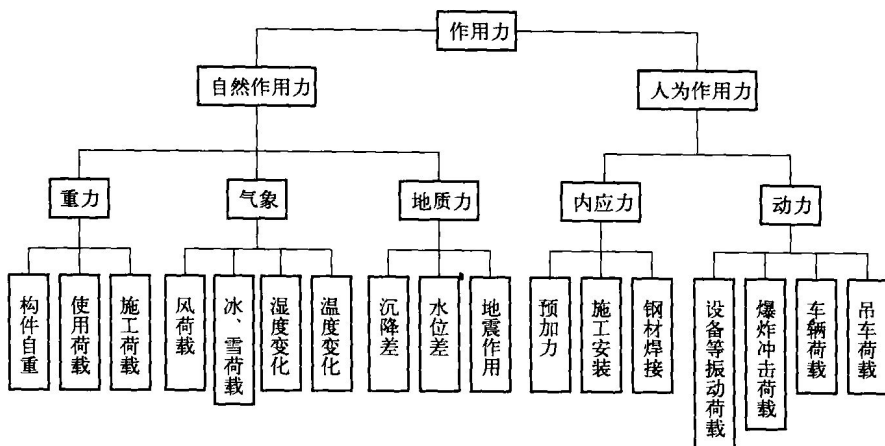 作用力
自然作用力
人为作用力
重力
气象
地质力
内应力
动力
构件自重
使用荷载
施工荷载
风荷载
冰、雪荷载
湿度变化
温度变化
沉降差
水位差
地震作用
预加力
施工安装
钢材焊接
设备等振动荷载
爆炸冲击荷载
车辆荷载
吊车荷载